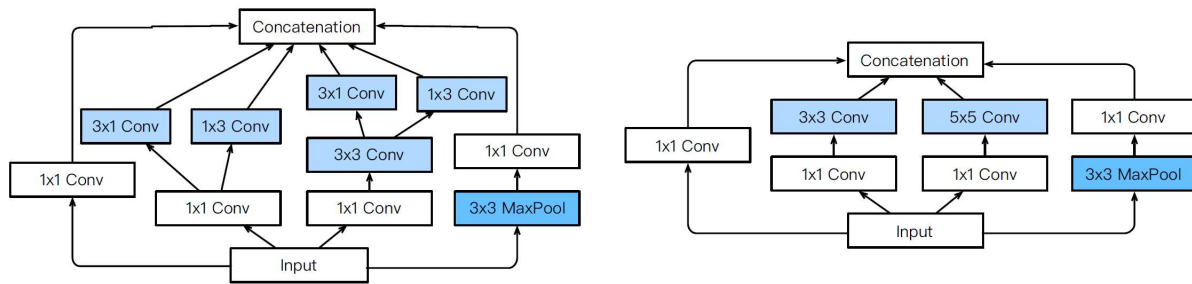 Concatenation
3x1 Conv
1x3 Conv
3x1 Conv
1x3 Conv
3x3 Conv
1x1 Conv
1x1 Conv
1x1 Conv
1x1 Conv
3x3 MaxPool
Input
Concatenation
3x3 Conv
5x5 Conv
1x1 Conv
1x1 Conv
1x1 Conv
1x1 Conv
3x3 MaxPool
Input